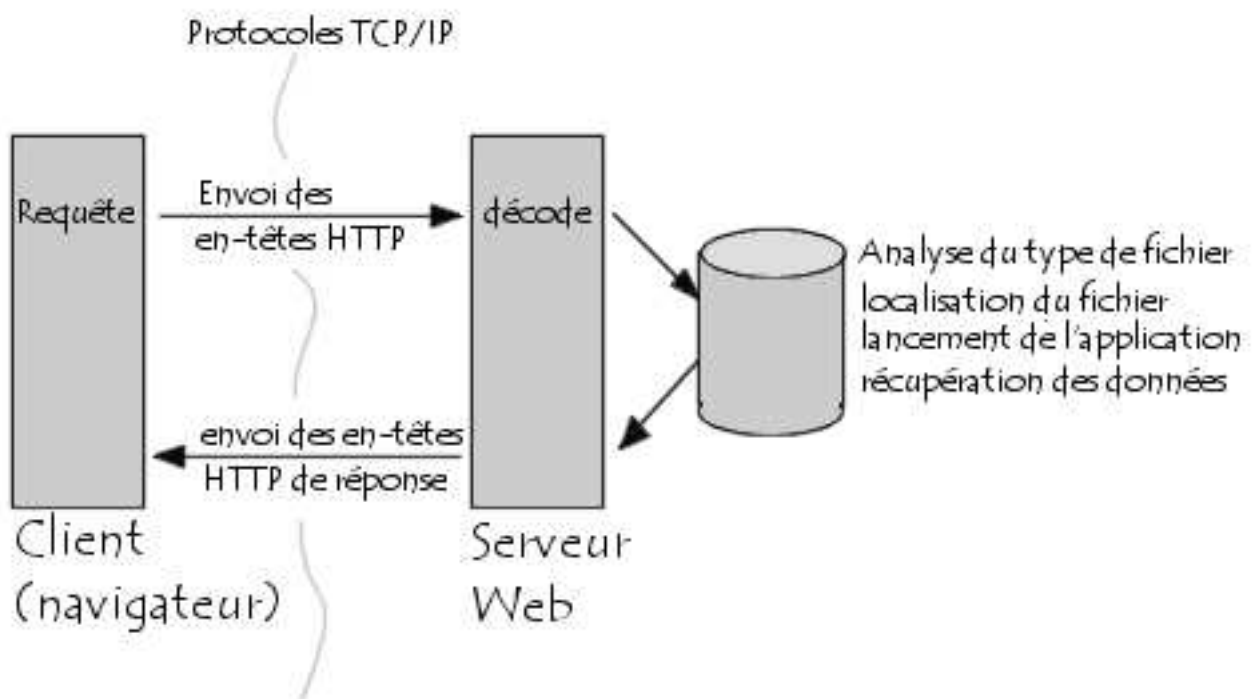 Protocoles TCP/IP
Requête
Envoi des
en-têtes HTTP
décode
Analyse du type de fichier
localisation du fichier
lancement de l'application
récupération des données
envoi des en-têtes
HTTP de réponse
Client
(navigateur)
Serveur
Web